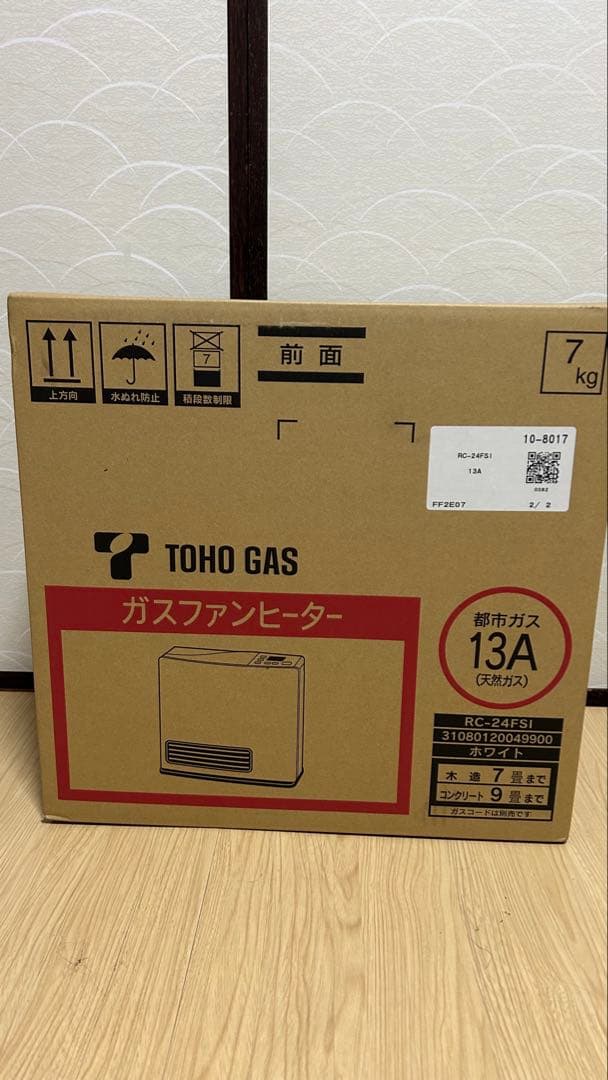 上方向
水ぬれ防止
7
積段数制限
前面
7
kg
10-8017
RC-24FSI
13A
0082
FF2E07
2/ 2
TOHO GAS
ガスファンヒーター
都市ガス
13A
(天然ガス)
RC-24FSI
31080120049900
ホワイト
木造 7 畳まで
コンクリート 9 畳まで
ガスコードは別売です